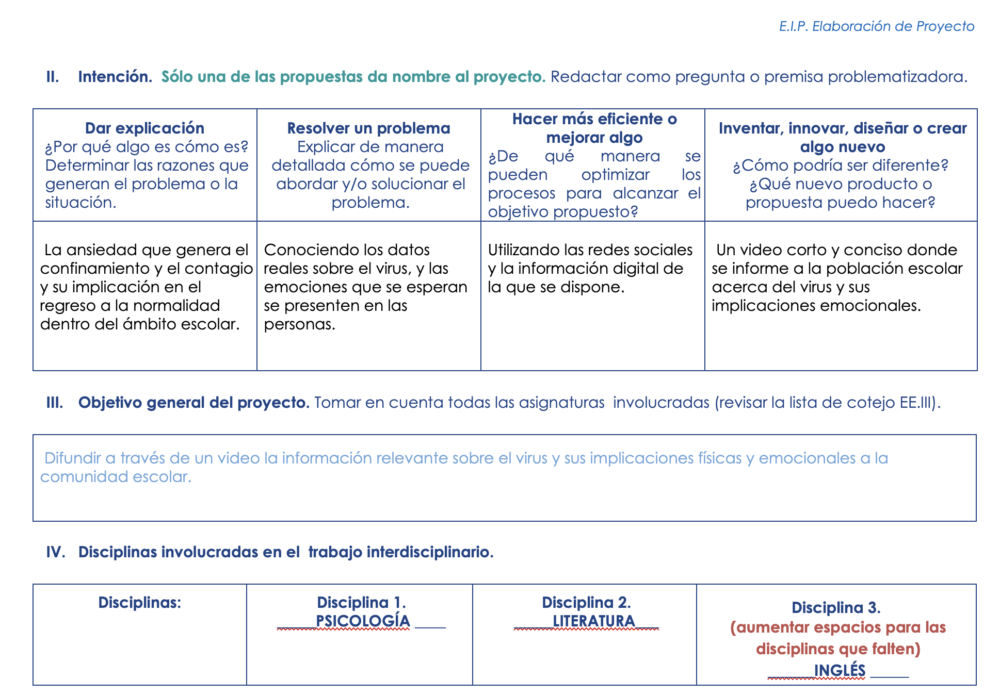 E.I.P. Elaboración de Proyecto
II. Intención. Sólo una de las propuestas da nombre al proyecto. Redactar como pregunta o premisa problematizadora.
Dar explicación
¿Por qué algo es cómo es?
Determinar las razones que
generan el problema o la
situación.
Resolver un problema
Explicar de manera
detallada cómo se puede
abordar y/o solucionar el
problema.
Hacer más eficiente o
mejorar algo
¿De qué manera se
pueden optimizar los
procesos para alcanzar el
objetivo propuesto?
Inventar, innovar, diseñar o crear
algo nuevo
¿Cómo podría ser diferente?
¿Qué nuevo producto o
propuesta puedo hacer?
La ansiedad que genera el
confinamiento y el contagio
y su implicación en el
regreso a la normalidad
dentro del ámbito escolar.
Conociendo los datos
reales sobre el virus, y las
emociones que se esperan
se presenten en las
personas.
Utilizando las redes sociales
y la información digital de
la que se dispone.
Un video corto y conciso donde
se informe a la población escolar
acerca del virus y sus
implicaciones emocionales.
III. Objetivo general del proyecto. Tomar en cuenta todas las asignaturas involucradas (revisar la lista de cotejo EE.III).
Difundir a través de un video la información relevante sobre el virus y sus implicaciones físicas y emocionales a la
comunidad escolar.
IV. Disciplinas involucradas en el trabajo interdisciplinario.
Disciplinas:
Disciplina 1.
_____PSICOLOGÍA ____
Disciplina 2.
_____LITERATURA___
Disciplina 3.
(aumentar espacios para las
disciplinas que falten)
______INGLÉS _____